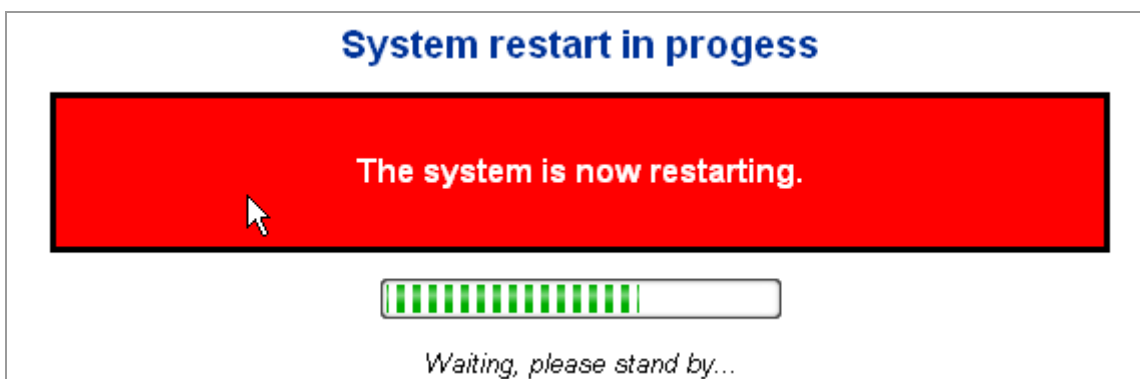 System restart in progess
The system is now restarting.
Waiting, please stand by...